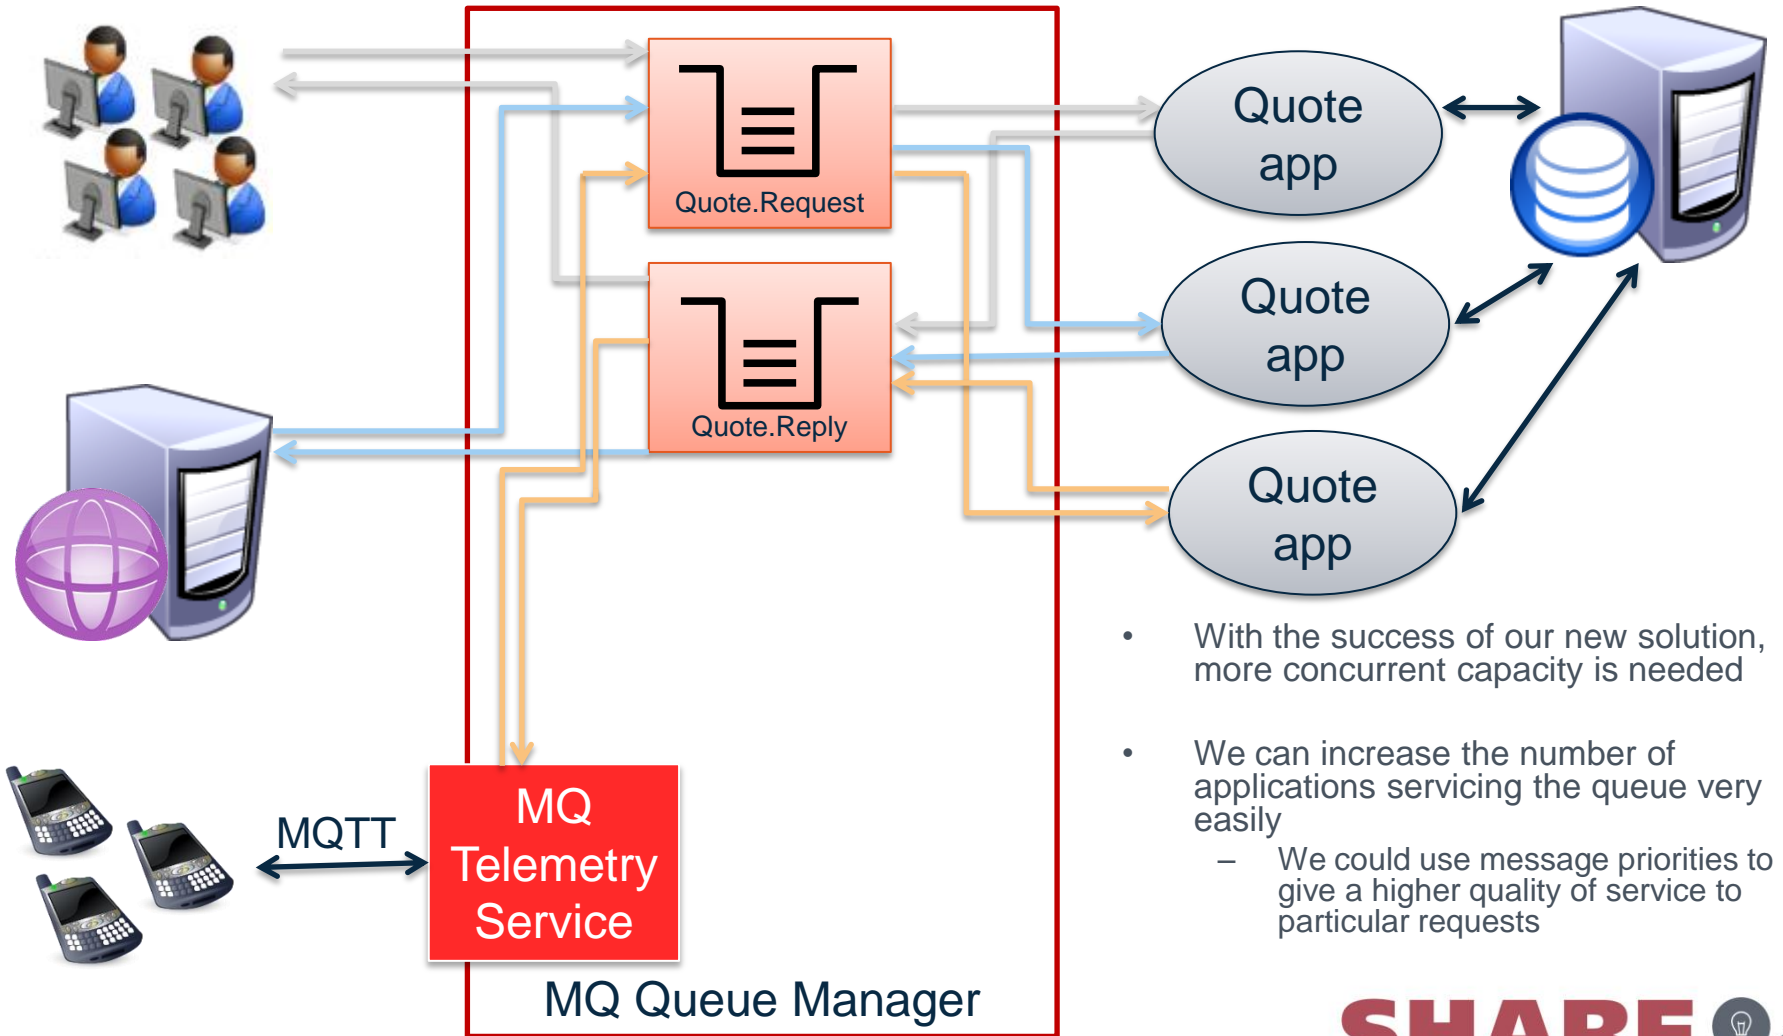 Quote.Request
Quote.Reply
Quote
app
Quote
app
Quote
app
MQTT
MQ
Telemetry
Service
MQ Queue Manager
• With the success of our new solution,
more concurrent capacity is needed
• We can increase the number of
applications servicing the queue very
easily
– We could use message priorities to
give a higher quality of service to
particular requests
SHARE